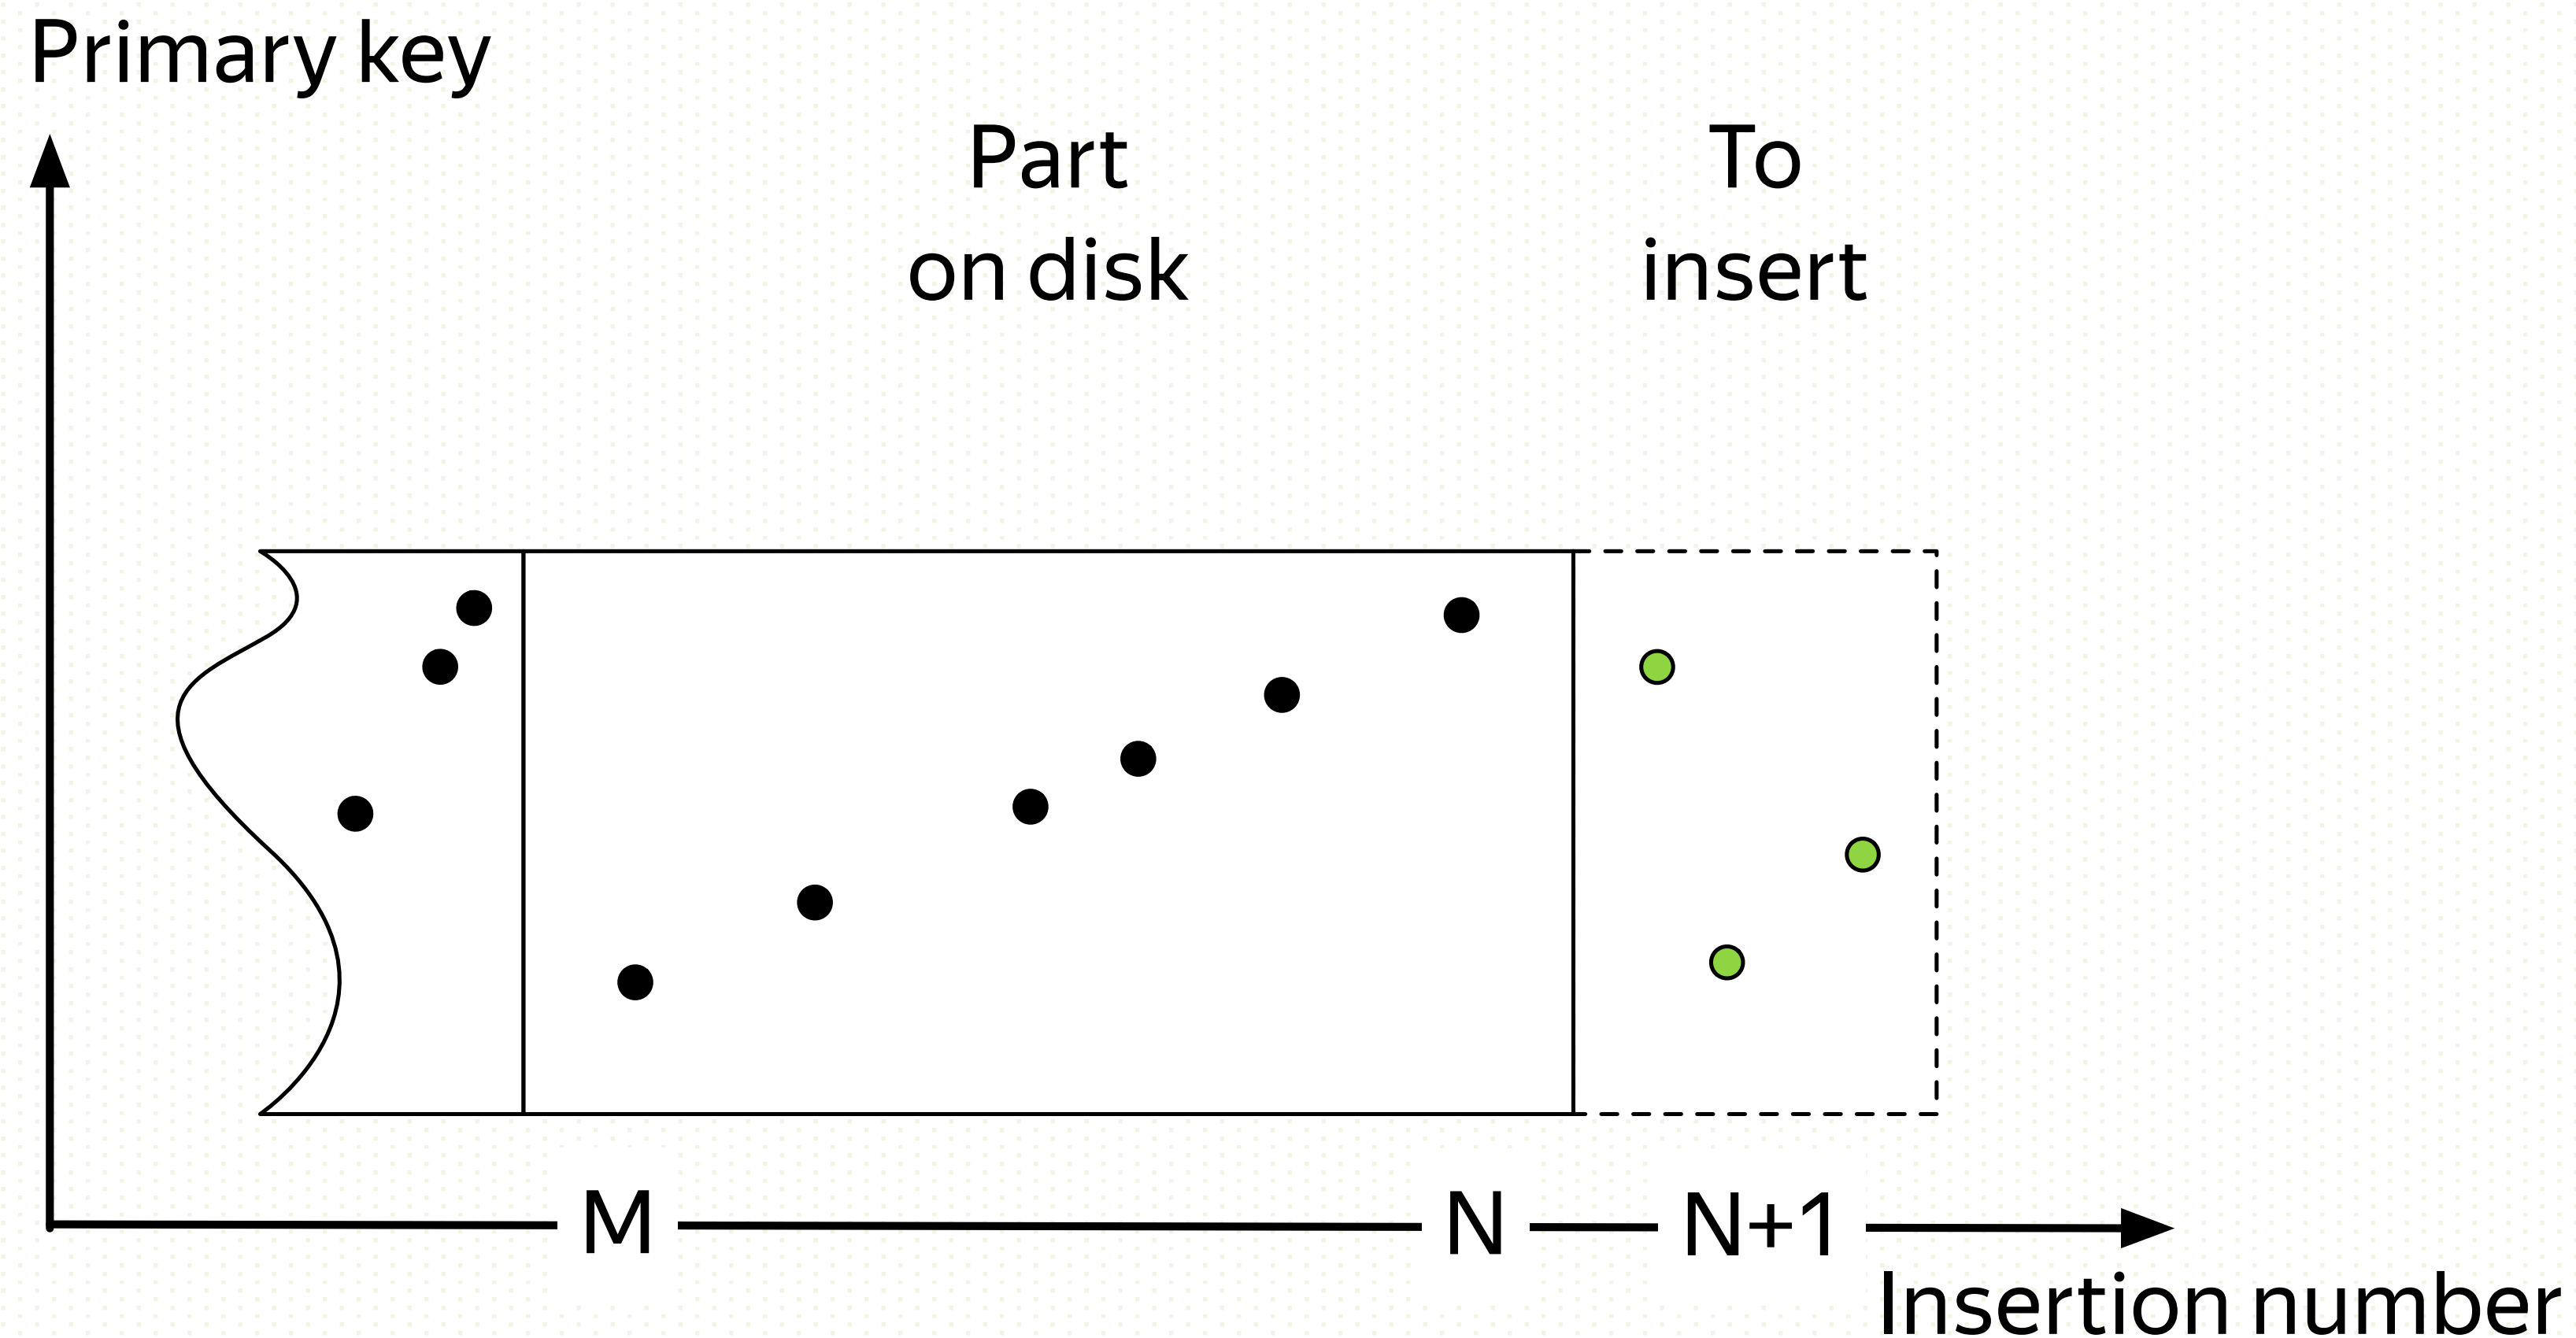 Primary key
Part
on disk
To
insert
M
N
N+1
Insertion number